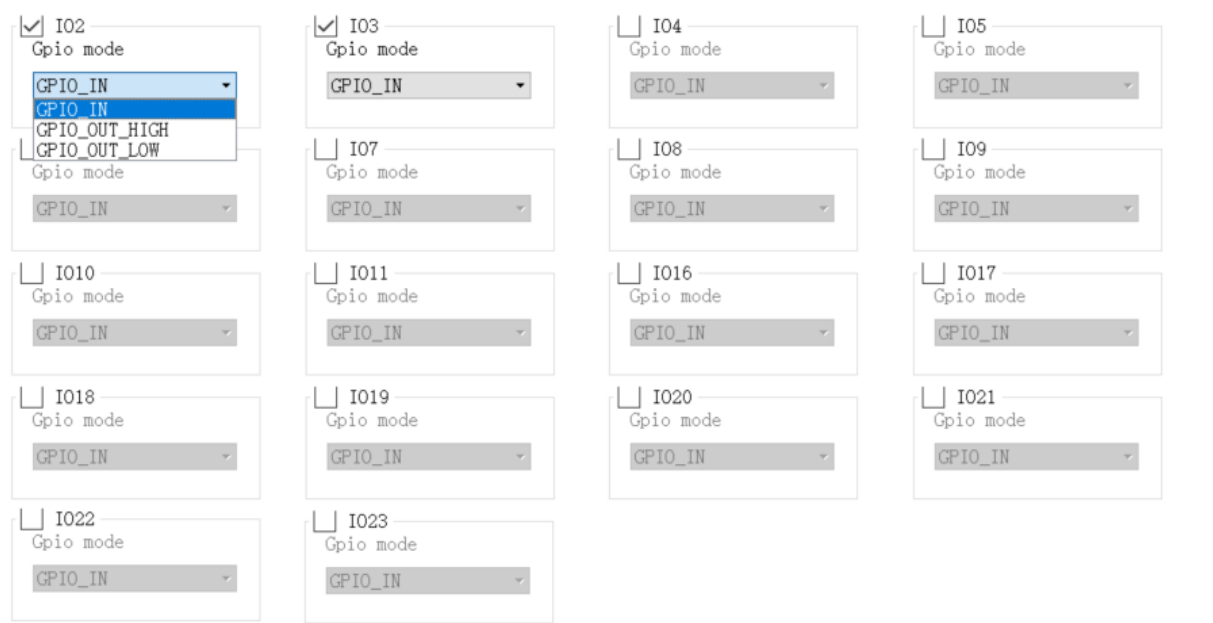 IO2
Gpio mode
GPIO_IN
GPIO_IN
GPIO_OUT_HIGH
GPIO_OUT_LOW
IO3
Gpio mode
GPIO_IN
IO4
Gpio mode
GPIO_IN
IO5
Gpio mode
GPIO_IN
Gpio mode
GPIO_IN
IO7
Gpio mode
GPIO_IN
IO8
Gpio mode
GPIO_IN
IO9
Gpio mode
GPIO_IN
IO10
Gpio mode
GPIO_IN
IO11
Gpio mode
GPIO_IN
IO16
Gpio mode
GPIO_IN
IO17
Gpio mode
GPIO_IN
IO18
Gpio mode
GPIO_IN
IO19
Gpio mode
GPIO_IN
IO20
Gpio mode
GPIO_IN
IO21
Gpio mode
GPIO_IN
IO22
Gpio mode
GPIO_IN
IO23
Gpio mode
GPIO_IN